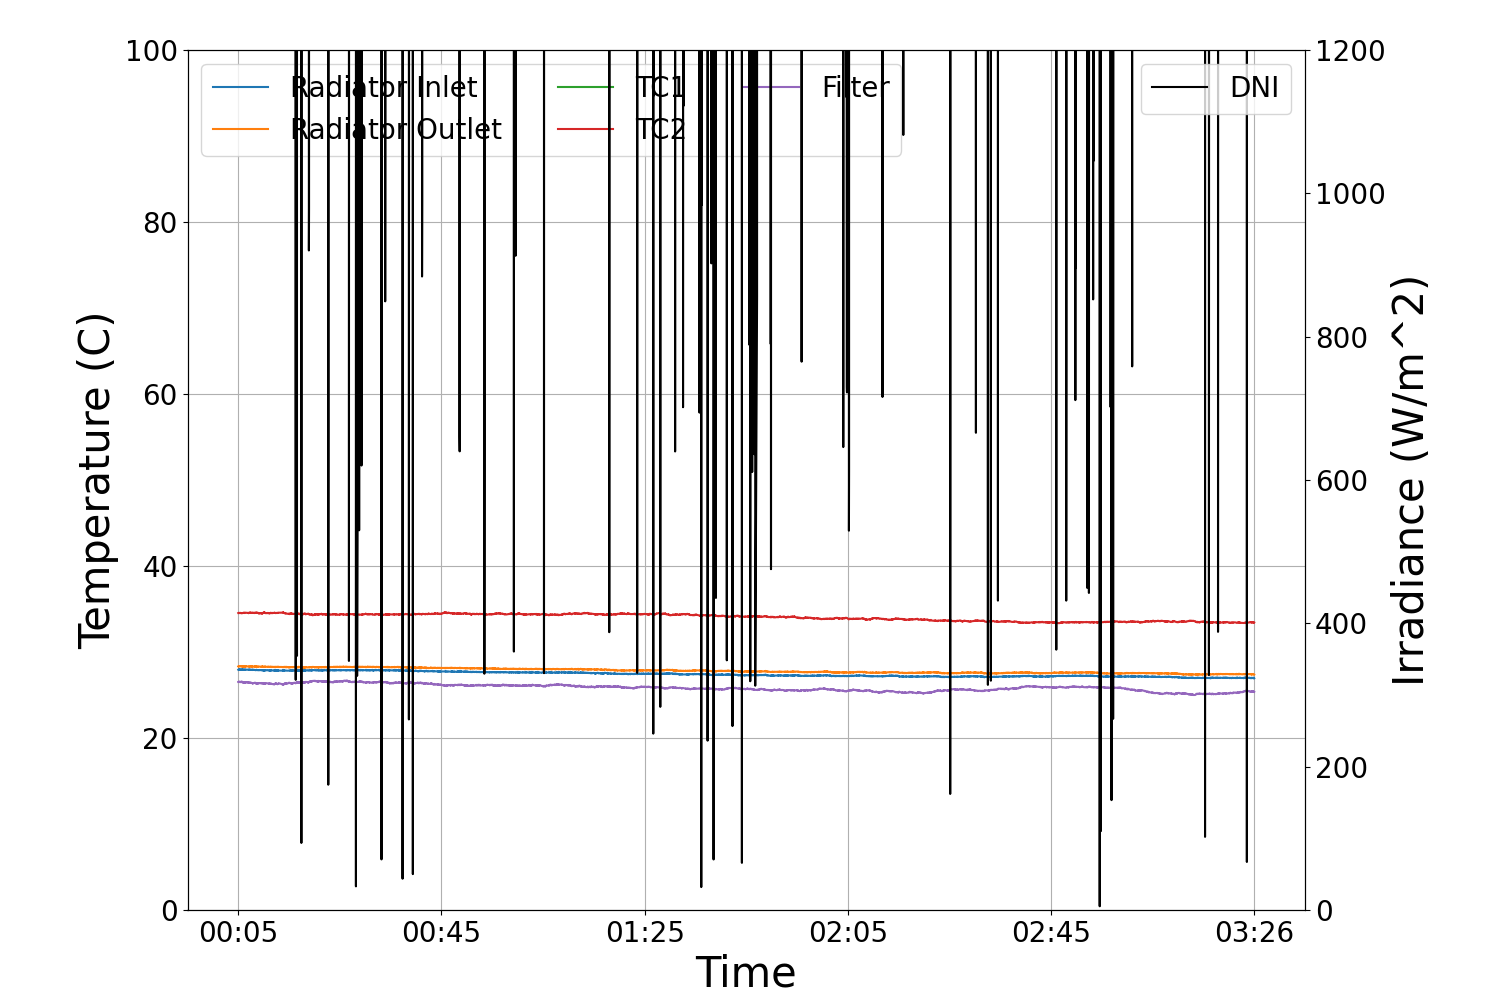 100
80
60
40
20
0
Temperature (C)
Radiator Inlet
Radiator Outlet
TC1
TC2
Filter
DNI
1200
1000
800
600
400
200
0
Irradiance (W/m^2)
00:05
00:45
01:25
02:05
02:45
03:26
Time